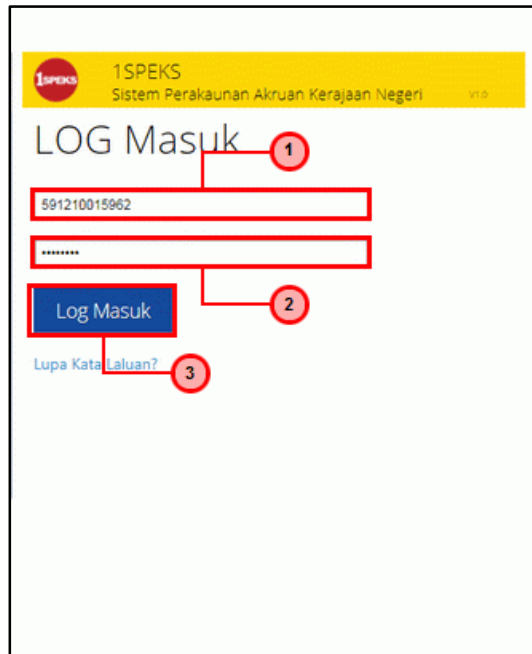 1SPEKS
1SPEKS
Sistem Perakaunan Akruan Kerajaan Negeri V1.0
LOG Masuk
1
591210015962
••••••••
2
Log Masuk
Lupa Kata Laluan?
3